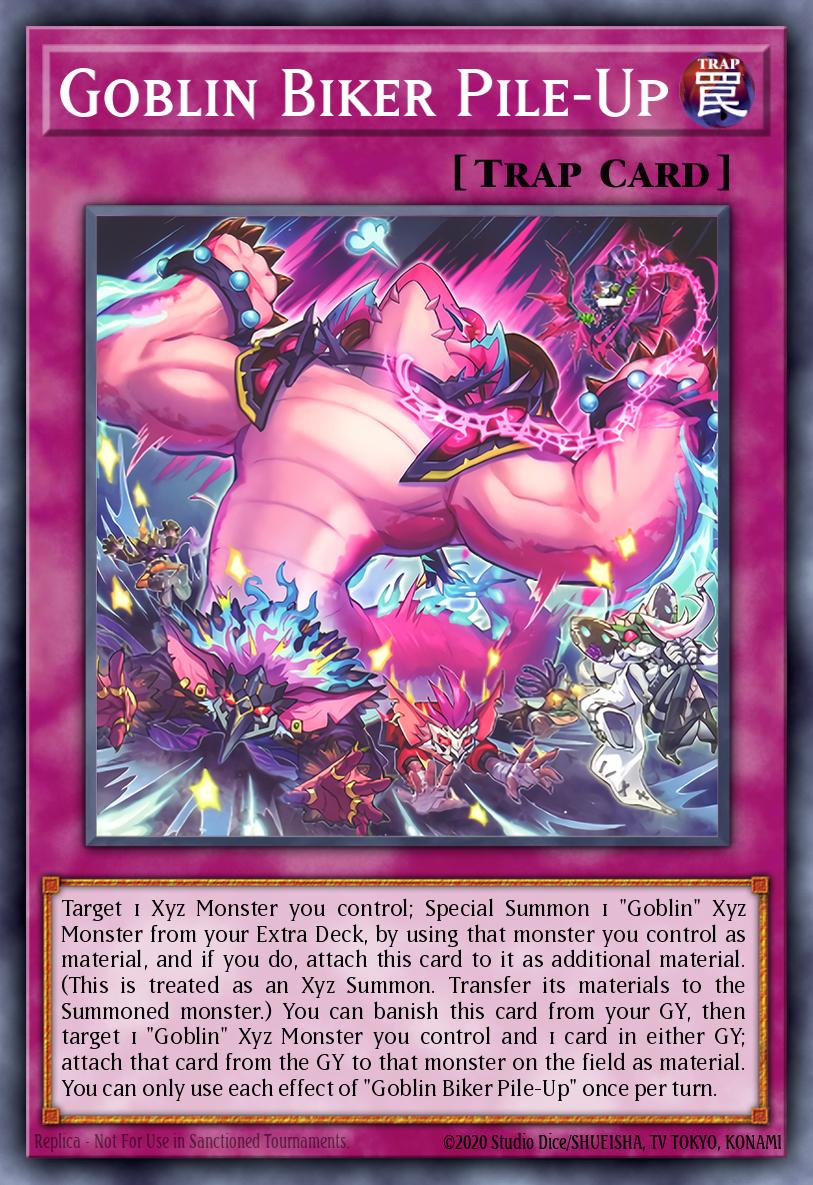 Goblin Biker Pile-Up
TRAP
罠
[Trap Card]
Target 1 Xyz Monster you control; Special Summon 1 "Goblin" Xyz
Monster from your Extra Deck, by using that monster you control as
material, and if you do, attach this card to it as additional material.
(This is treated as an Xyz Summon. Transfer its materials to the
Summoned monster.) You can banish this card from your GY, then
target 1 "Goblin" Xyz Monster you control and 1 card in either GY;
attach that card from the GY to that monster on the field as material.
You can only use each effect of "Goblin Biker Pile-Up" once per turn.
Replica - Not For Use in Sanctioned Tournaments.
©2020 Studio Dice/SHUEISHA, TV TOKYO, KONAMI